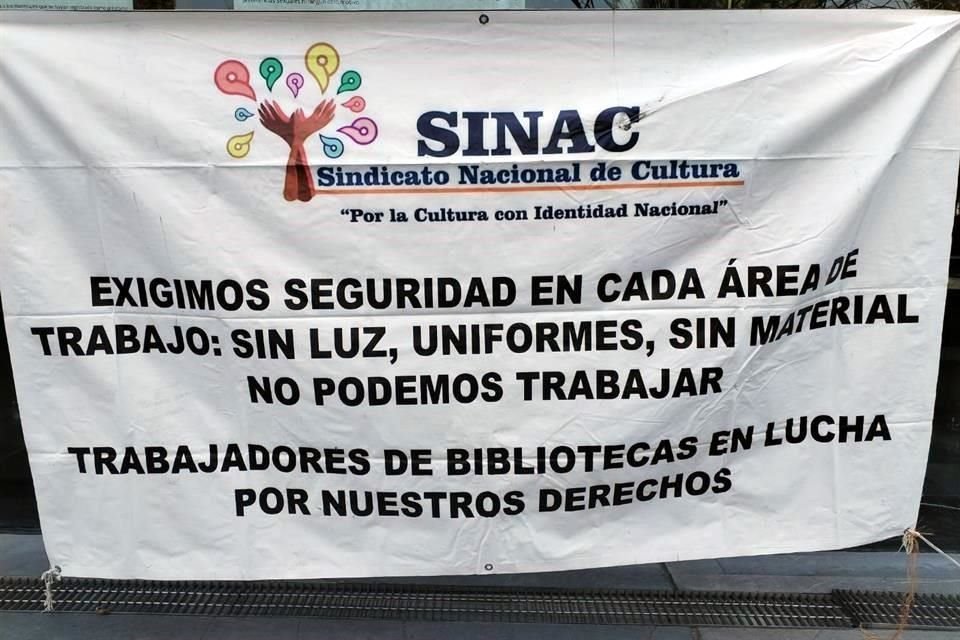 SINAC
Sindicato Nacional de Cultura
“Por la Cultura con Identidad Nacional”
EXIGIMOS SEGURIDAD EN CADA ÁREA DE
TRABAJO: SIN LUZ, UNIFORMES, SIN MATERIAL
NO PODEMOS TRABAJAR
TRABAJADORES DE BIBLIOTECAS EN LUCHA
POR NUESTROS DERECHOS